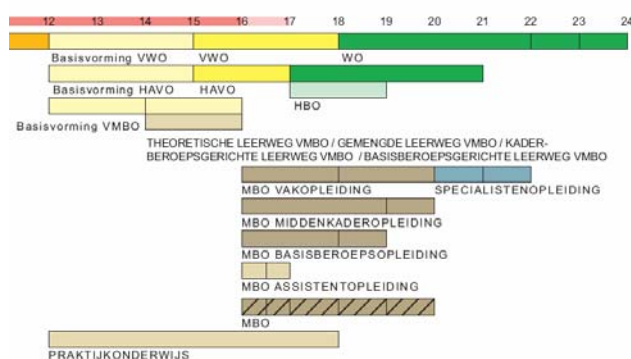 12 13 14 15 16 17 18 19 20 21 22 23 24
Basisvorming VWO VWO WO
Basisvorming HAVO HAVO
HBO
Basisvorming VMBO
THEORETISCHE LEERWEG VMBO / GEMENGDE LEERWEG VMBO / KADER-
BEROEPSGERICHTE LEERWEG VMBO / BASISBEROEPSGERICHTE LEERWEG VMBO
MBO VAKOPLEIDING SPECIALISTENOPLEIDING
MBO MIDDENKADEROPLEIDING
MBO BASISBEROEPSOPLEIDING
MBO ASSISTENTOPLEIDING
MBO
PRAKTIJKONDERWIJS